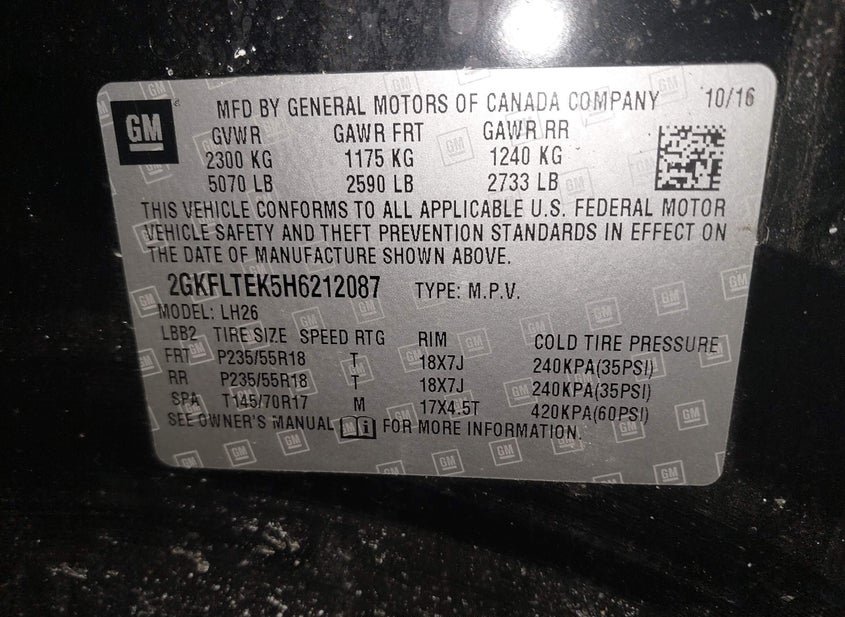 GM
MFD BY GENERAL MOTORS OF CANADA COMPANY 10/16
GVWR GAWR FRT GAWR RR
2300 KG 1175 KG 1240 KG
5070 LB 2590 LB 2733 LB
THIS VEHICLE CONFORMS TO ALL APPLICABLE U.S. FEDERAL MOTOR
VEHICLE SAFETY AND THEFT PREVENTION STANDARDS IN EFFECT ON
THE DATE OF MANUFACTURE SHOWN ABOVE.
2GKFLTEK5H6212087 TYPE: M.P.V.
MODEL: LH26
LBB2 TIRE SIZE SPEED RTG RIM COLD TIRE PRESSURE
FRT P235/55R18 T 18X7J 240KPA(35PSI)
RR P235/55R18 T 18X7J 240KPA(35PSI)
SPA T145/70R17 M 17X4.5T 420KPA(60PSI)
SEE OWNER'S MANUAL i FOR MORE INFORMATION.